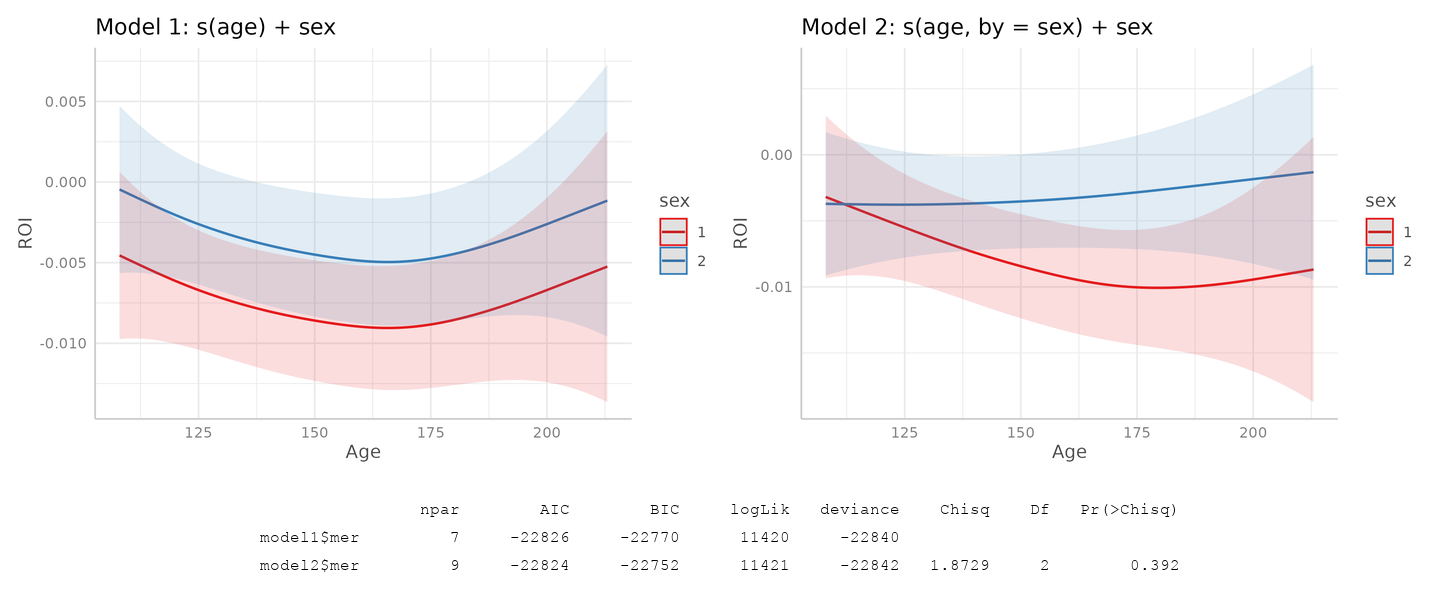 Model 1: s(age) + sex
0.005
0.000
-0.005
-0.010
ROI
125 150 175 200
Age
sex
1
2
Model 2: s(age, by = sex) + sex
0.00
-0.01
ROI
125 150 175 200
Age
sex
1
2
npar AIC BIC logLik deviance Chisq Df Pr(>Chisq)
model1$mer 7 -22826 -22770 11420 -22840
model2$mer 9 -22824 -22752 11421 -22842 1.8729 2 0.392